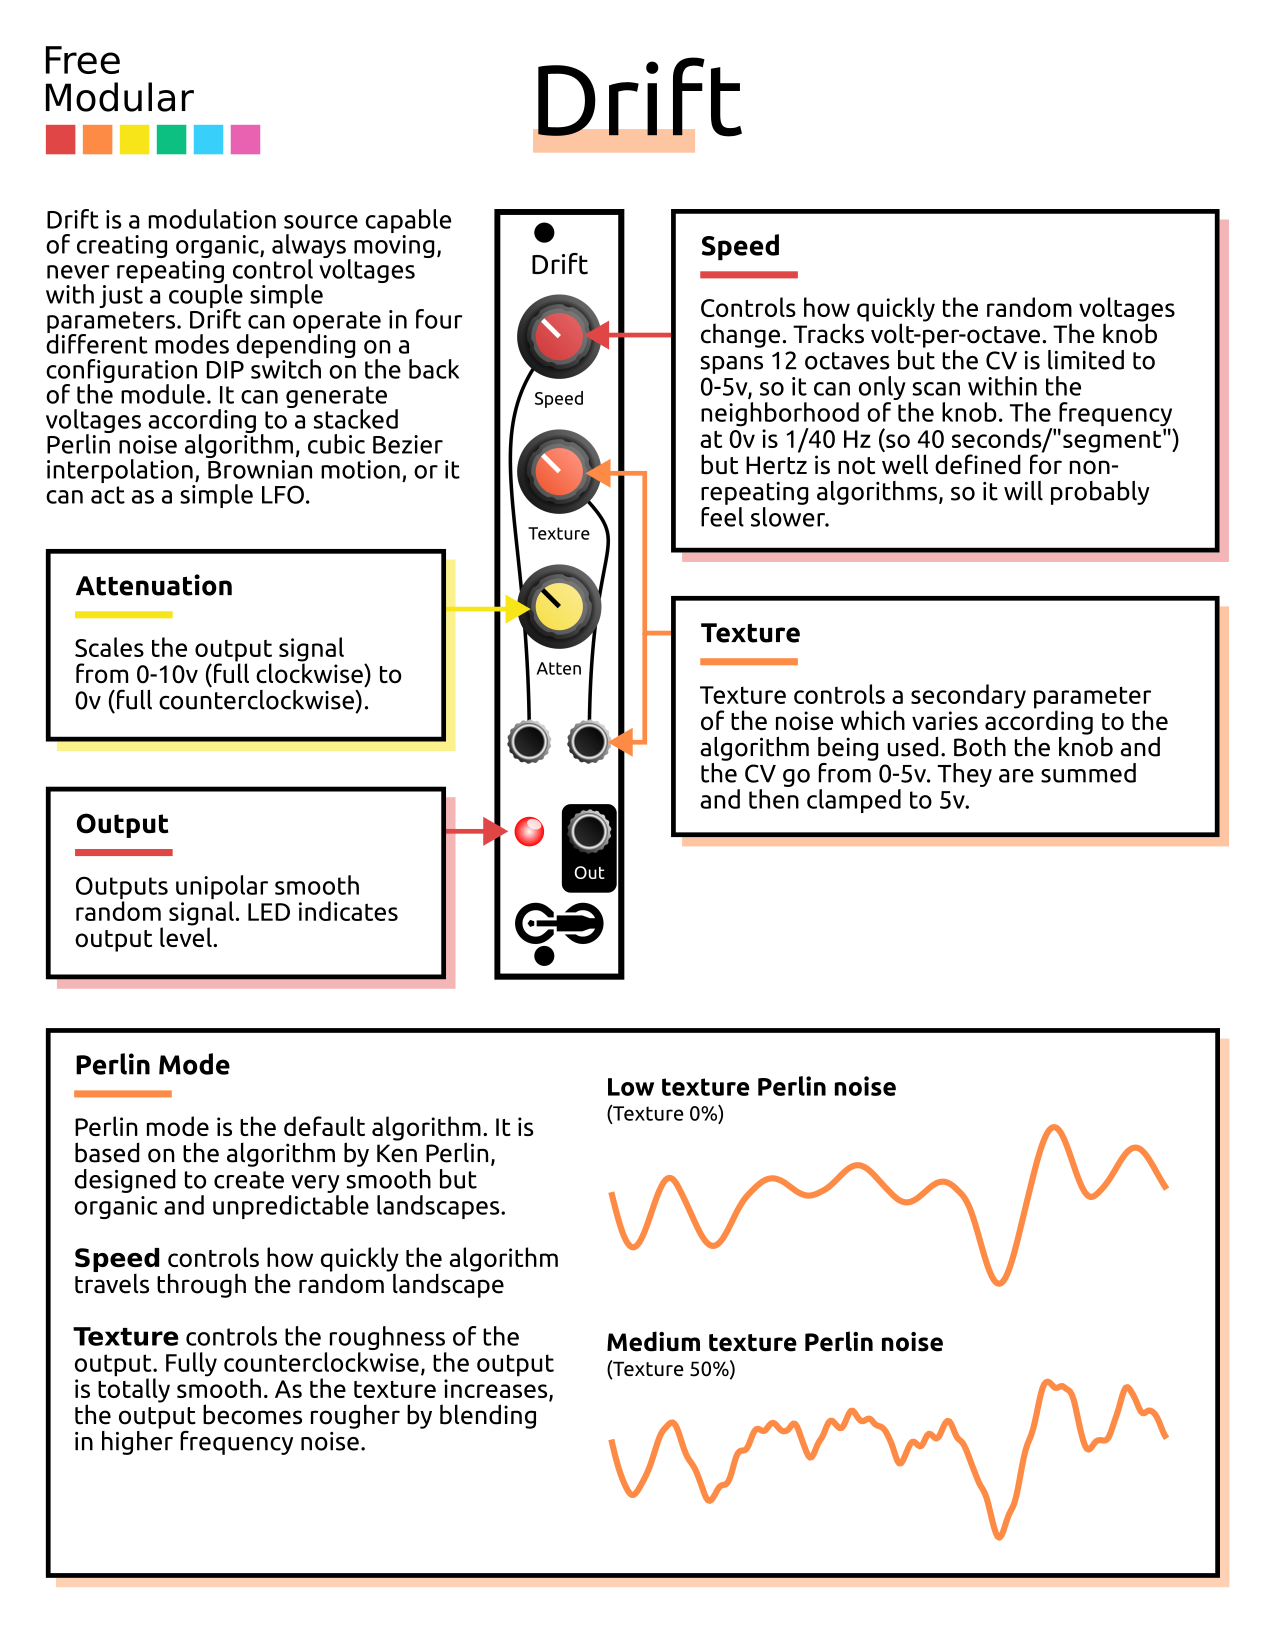 Free
Modular
Drift
Drift is a modulation source capable
of creating organic, always moving,
never repeating control voltages
with just a couple simple
parameters. Drift can operate in four
different modes depending on a
configuration DIP switch on the back
of the module. It can generate
voltages according to a stacked
Perlin noise algorithm, cubic Bezier
interpolation, Brownian motion, or it
can act as a simple LFO.
Attenuation
Scales the output signal
from 0-10v (full clockwise) to
0v (full counterclockwise).
Output
Outputs unipolar smooth
random signal. LED indicates
output level.
Drift
Speed
Texture
Atten
Out
Speed
Controls how quickly the random voltages
change. Tracks volt-per-octave. The knob
spans 12 octaves but the CV is limited to
0-5v, so it can only scan within the
neighborhood of the knob. The frequency
at 0v is 1/40 Hz (so 40 seconds/"segment")
but Hertz is not well defined for non-
repeating algorithms, so it will probably
feel slower.
Texture
Texture controls a secondary parameter
of the noise which varies according to the
algorithm being used. Both the knob and
the CV go from 0-5v. They are summed
and then clamped to 5v.
Perlin Mode
Perlin mode is the default algorithm. It is
based on the algorithm by Ken Perlin,
designed to create very smooth but
organic and unpredictable landscapes.
Speed controls how quickly the algorithm
travels through the random landscape
Texture controls the roughness of the
output. Fully counterclockwise, the output
is totally smooth. As the texture increases,
the output becomes rougher by blending
in higher frequency noise.
Low texture Perlin noise
(Texture 0%)
Medium texture Perlin noise
(Texture 50%)